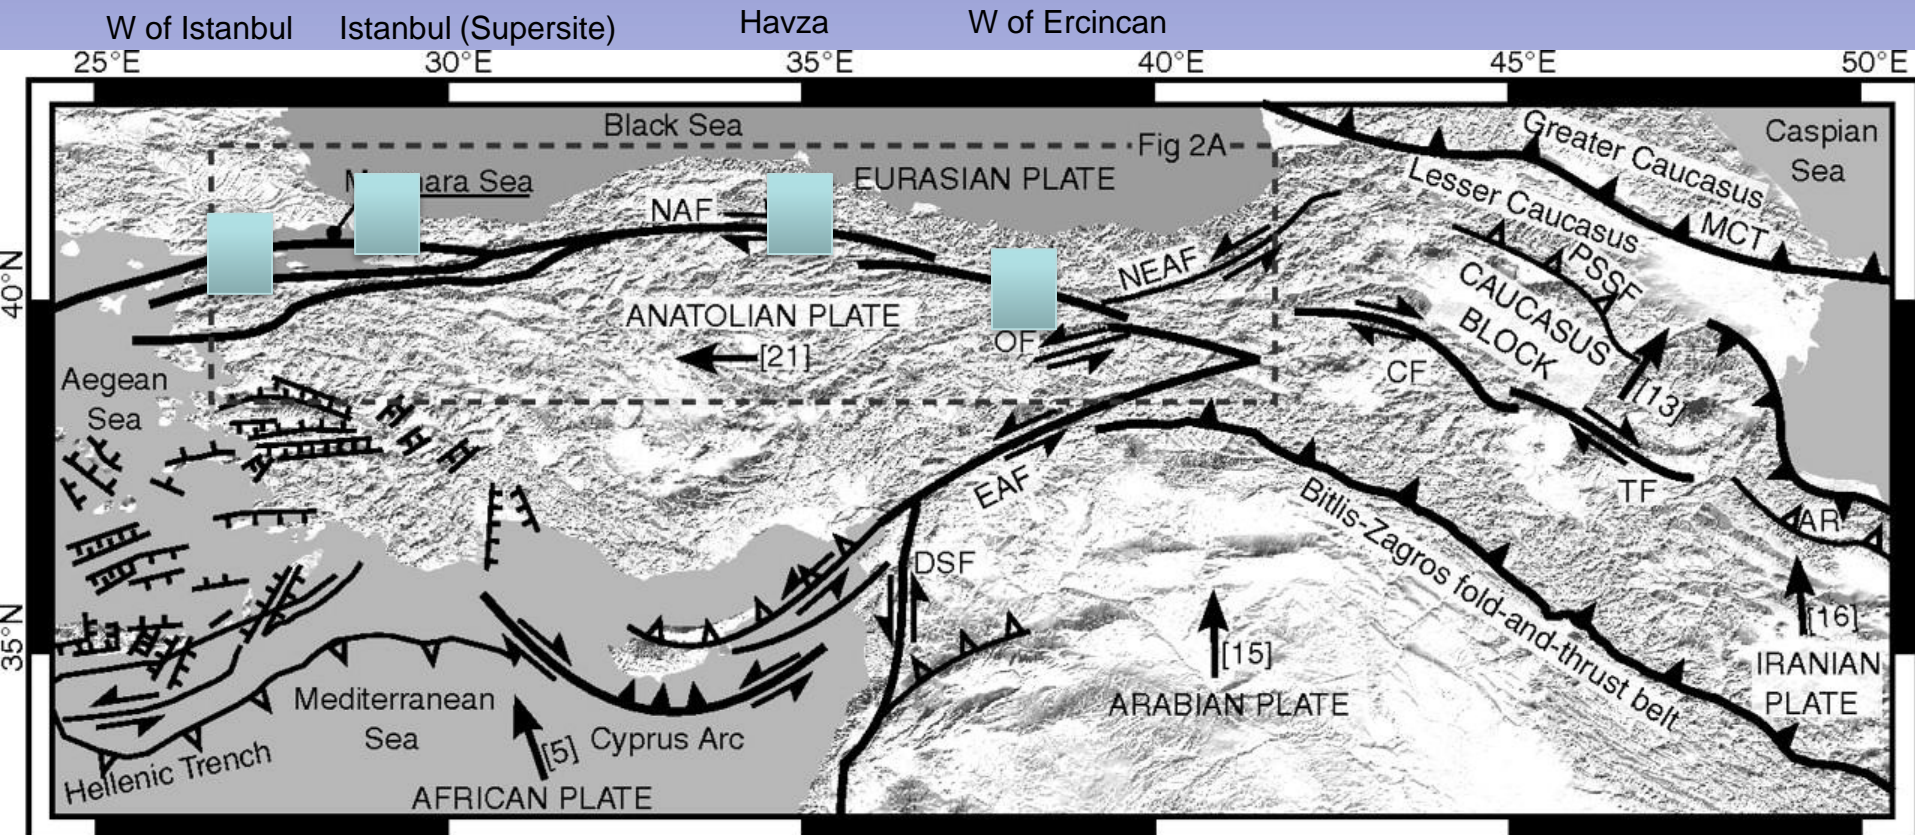 W of Istanbul
Istanbul (Supersite)
Havza
W of Ercincan
25°E
30°E
35°E
40°E
45°E
50°E
Black Sea
Fig 2A
Greater Caucasus
Caspian
Sea
Sea
EURASIAN PLATE
Lesser Caucasus
MCT
NAF
NEAF
PSSF
40°N
ANATOLIAN PLATE
CAUCASUS
BLOCK
OF
[21]
CF
[13]
Aegean
Sea
EAF
TF
Bitlis-Zagros fold-and-thrust belt
AR
DSF
35°N
[15]
[16]
IRANIAN
PLATE
ARABIAN PLATE
Mediterranean
Sea
[5]
Cyprus Arc
Hellenic Trench
AFRICAN PLATE